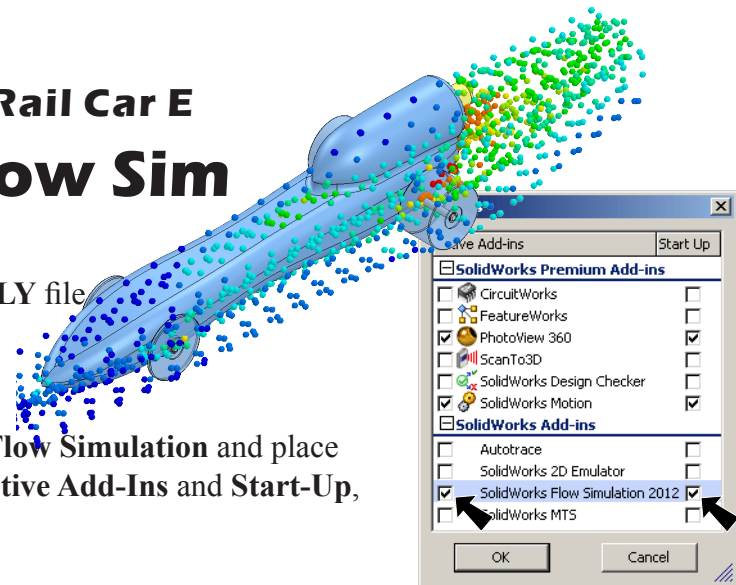 Rail Car E
ow Sim
LY file
Flow Simulation and place
tive Add-Ins and Start-Up,
ive Add-ins Start Up
SolidWorks Premium Add-ins
CircuitWorks
FeatureWorks
PhotoView 360
ScanTo3D
SolidWorks Design Checker
SolidWorks Motion
SolidWorks Add-ins
Autotrace
SolidWorks 2D Emulator
SolidWorks Flow Simulation 2012
SolidWorks MTS
OK Cancel